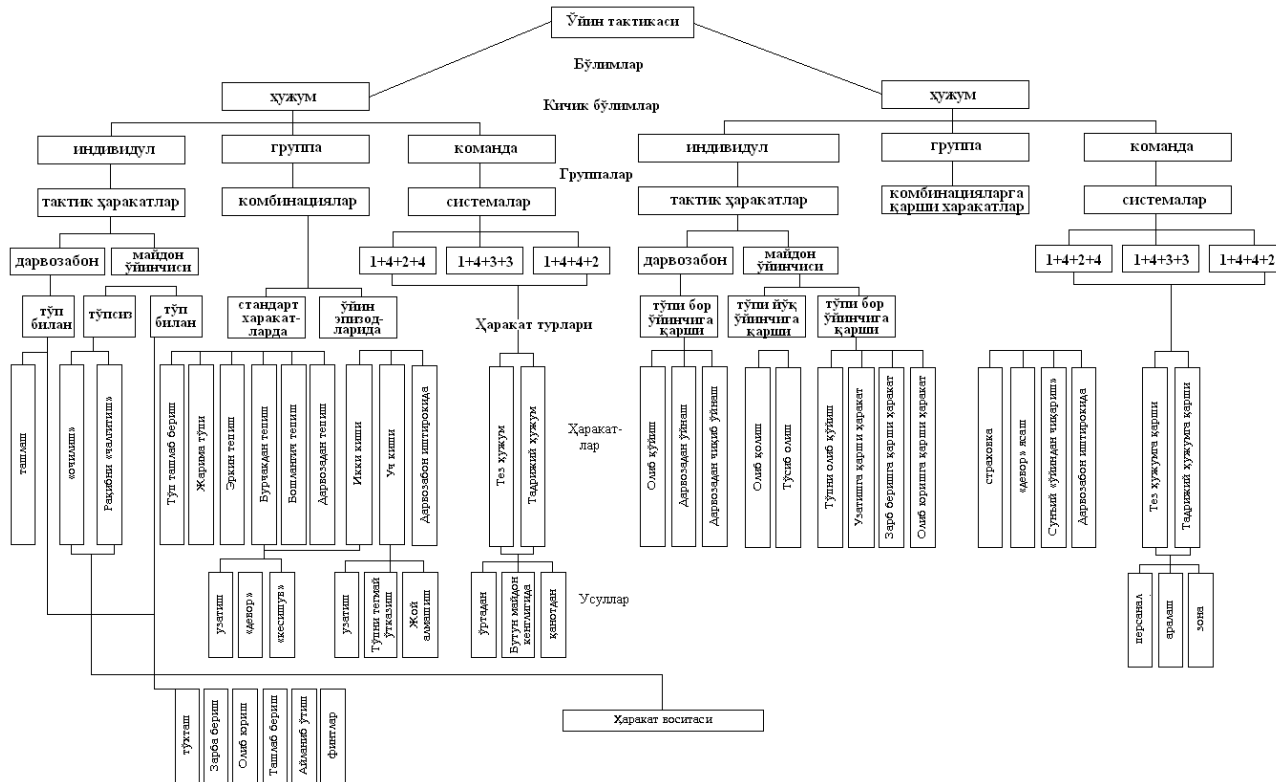 Ўйин тактикаси
Бўлимлар
ҳужум
ҳужум
Кичик бўлимлар
индивидул
группа
команда
индивидул
группа
команда
Группалар
тактик ҳаракатлар
комбинациялар
системалар
тактик ҳаракатлар
комбинацияларга
қарши харакатлар
системалар
дарвозабон
майдон
ўйинчиси
1+4+2+4
1+4+3+3
1+4+4+2
дарвозабон
майдон
ўйинчиси
1+4+2+4
1+4+3+3
1+4+4+2
тўп
билан
тўпсиз
тўп
билан
стандарт
харакат-
ларда
ўйин
эпизод-
ларида
Ҳаракат турлари
тўпи бор
ўйинчига
қарши
тўпи йўқ
ўйинчига
қарши
тўпи бор
ўйинчига
қарши
ташлаш
«очилиш»
Рақибни «чалғитиш»
Тўп ташлаб бериш
Жарима тўпи
Эркин тепиш
Бурчакдан тепиш
Бошланғич тепиш
Дарвозадан тепиш
Икки киши
Уч киши
Дарвозабон иштирокида
Тез ҳужум
Тадрижий ҳужум
Ҳаракат-
лар
Олиб қўйиш
Дарвозадан ўйнаш
Дарвозадан чиқиб ўйнаш
Олиб қолиш
Тўсиб олиш
Тўпни олиб қўйиш
Узатишга қарши ҳаракат
Зарб беришга қарши ҳаракат
Олиб юришга қарши ҳаракат
страховка
«девор» ясаш
Сунъий «ўйиндан чиқариш»
Дарвозабон иштирокида
Тез ҳужумга қарши
Тадрижий ҳужумга қарши
узатиш
«девор»
«кесишув»
узатиш
Тўпни тегмай
ўтказиш
Жой
алмашиш
ўртадан
Бутун майдон
кенглигида
қанотдан
Усуллар
персанал
аралаш
зона
тўхташ
Зарба бериш
Олиб юриш
Ташлаб бериш
Айланиб ўтиш
финтлар
Ҳаракат воситаси